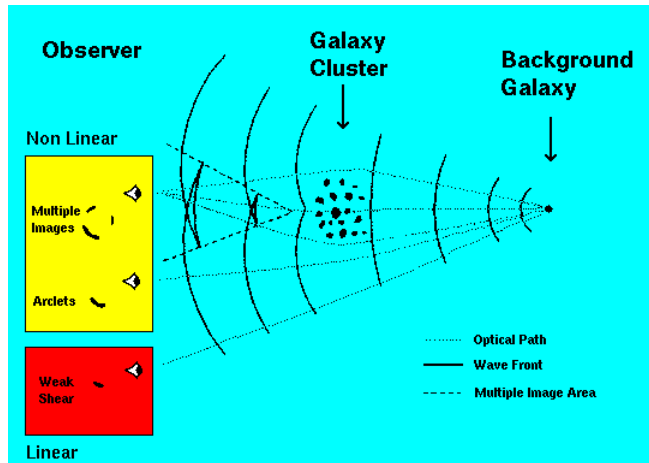 Observer
Galaxy
Cluster
Background
Galaxy
Non Linear
Multiple
Images
Arclets
Weak
Shear
Linear
Optical Path
Wave Front
Multiple Image Area